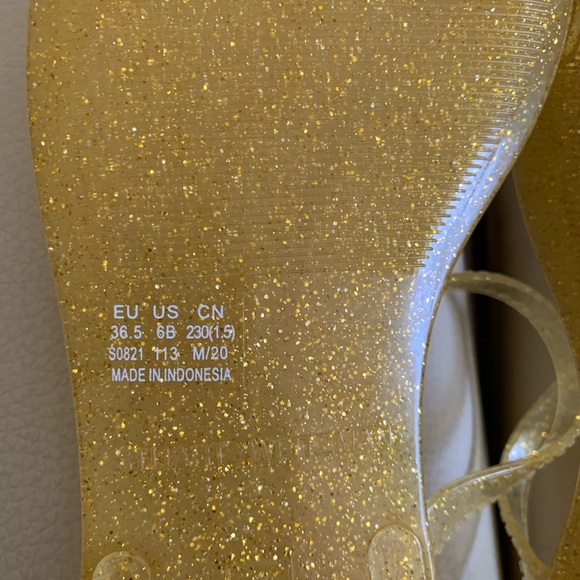 EU US CN
36.5 6B 230(1.5)
S0821 113 M/20
MADE IN INDONESIA